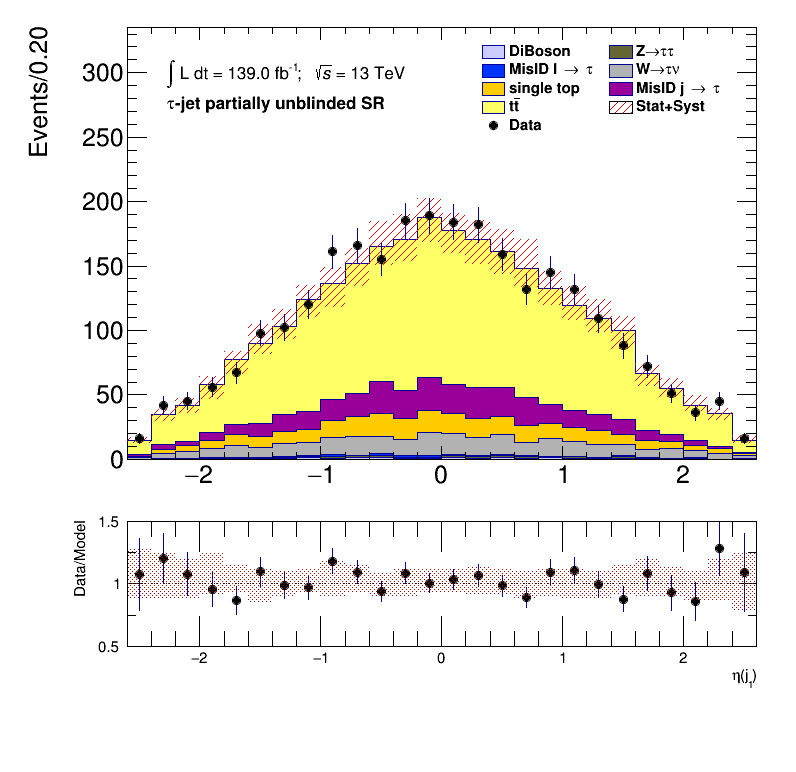 Events/0.20
∫ L dt = 139.0 fb⁻¹; √s = 13 TeV
τ-jet partially unblinded SR
DiBoson
MisID l → τ
single top
tt̄
Data
Z→ττ
W→τν
MisID j → τ
Stat+Syst
300
250
200
150
100
50
0
−2 −1 0 1 2
Data/Model
1.5
1
0.5
−2 −1 0 1 2
η(j₁)